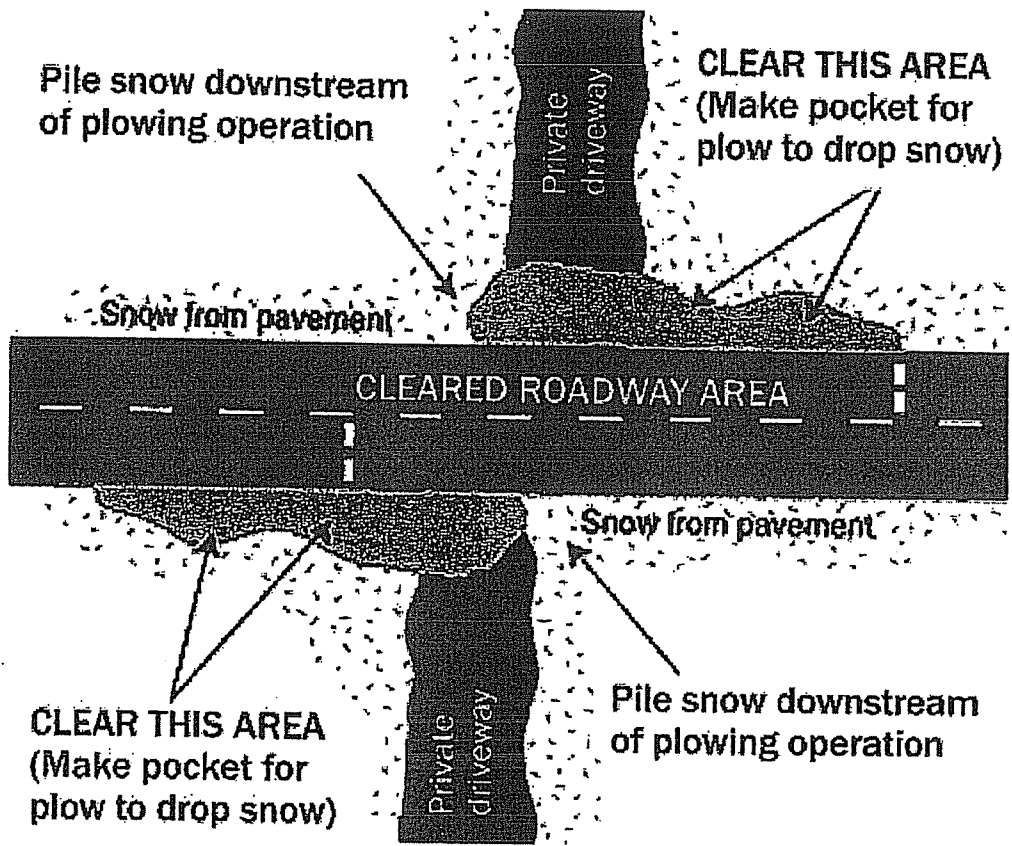 Pile snow downstream
of plowing operation
Private
driveway
CLEAR THIS AREA
(Make pocket for
plow to drop snow)
Snow from pavement
CLEARED ROADWAY AREA
Snow from pavement
CLEAR THIS AREA
(Make pocket for
plow to drop snow)
Private
driveway
Pile snow downstream
of plowing operation